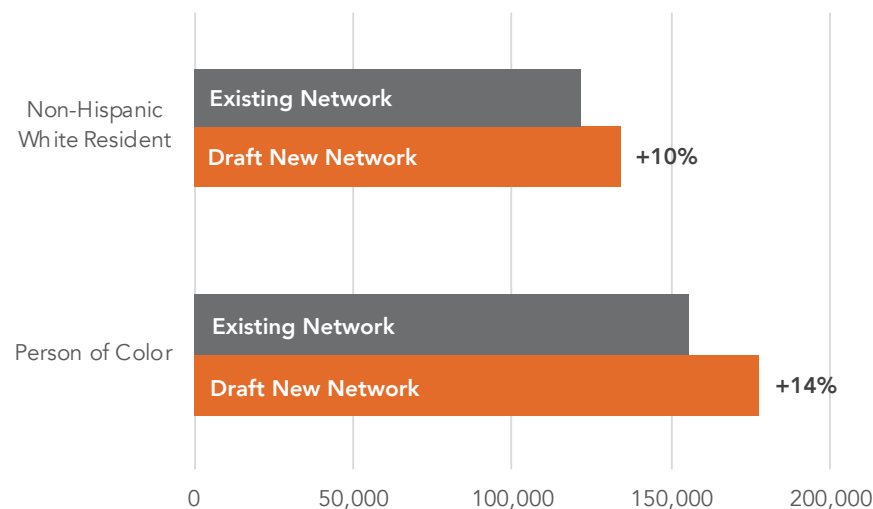 Non-Hispanic
White Resident
Existing Network
Draft New Network
+10%
Person of Color
Existing Network
Draft New Network
+14%
0
50,000
100,000
150,000
200,000